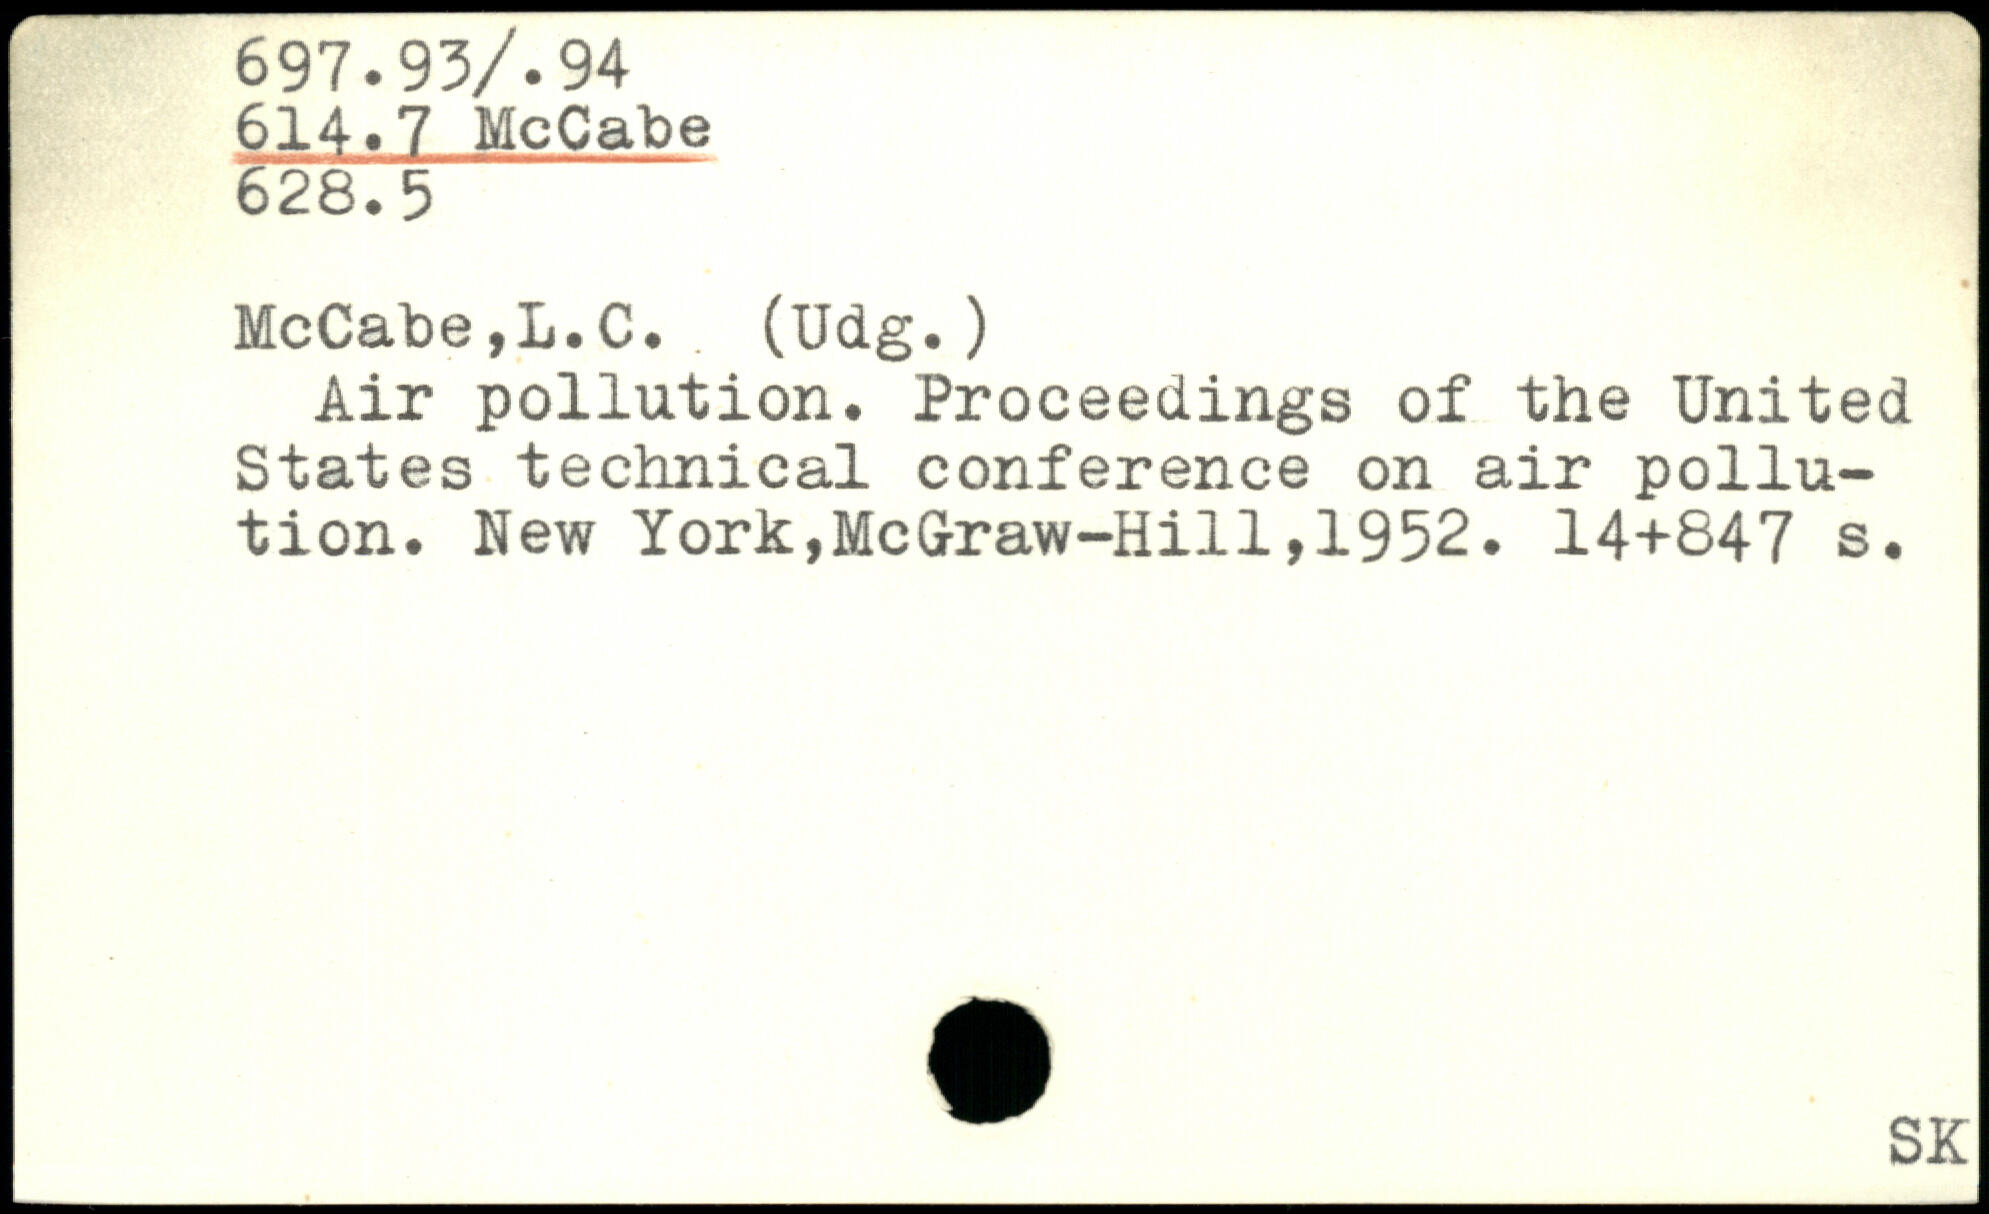 697.93/.94
614.7 McCabe
628.5
McCabe,L.C. (Udg.)
Air pollution. Proceedings of the United
States technical conference on air pollu-
tion. New York,McGraw-Hill,1952. 14+847 s.
SK